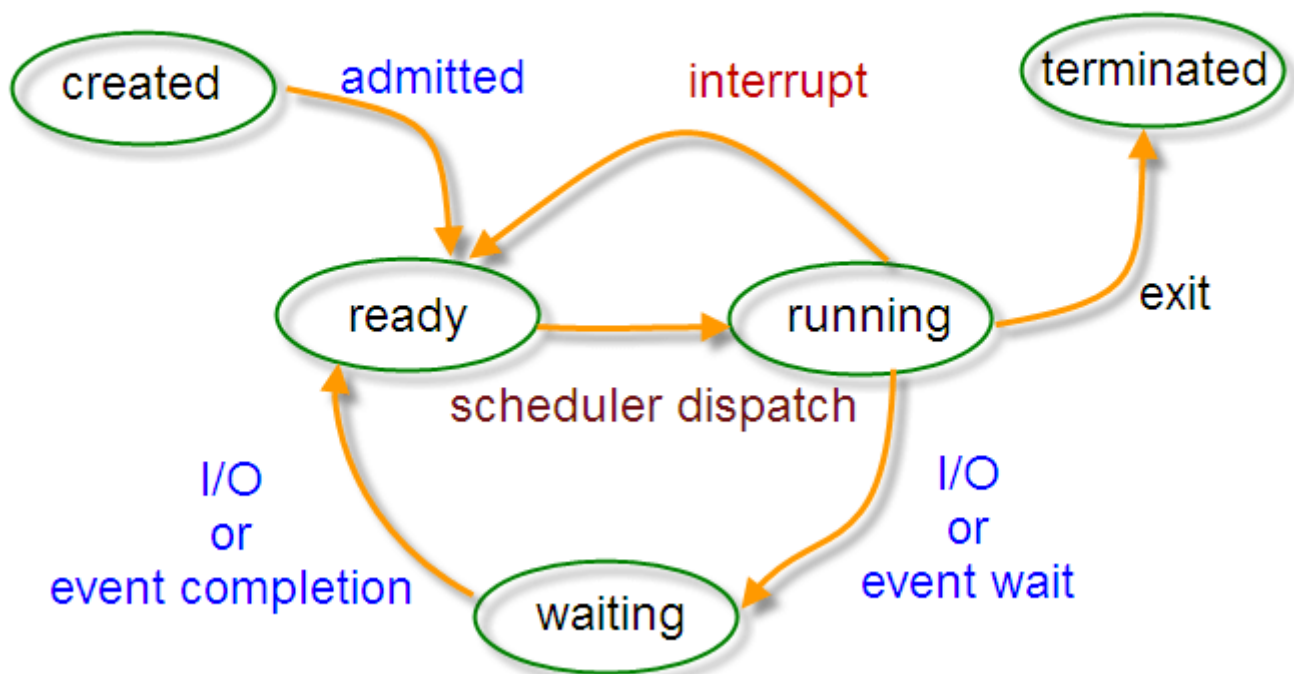 created
admitted
interrupt
terminated
ready
running
exit
scheduler dispatch
I/O
or
event completion
I/O
or
event wait
waiting